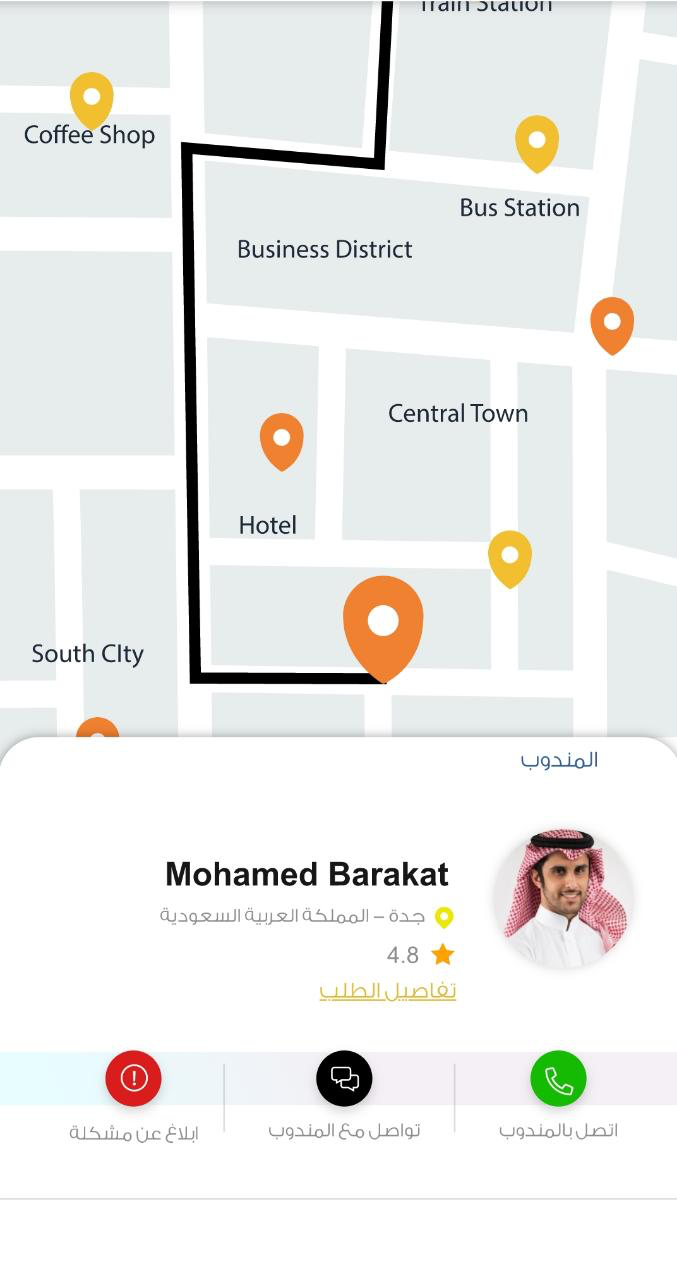 Train Station
Coffee Shop
Bus Station
Business District
Central Town
Hotel
South CIty
المندوب
Mohamed Barakat
جدة – المملكة العربية السعودية
4.8
تفاصيل الطلب
اتصل بالمندوب
تواصل مع المندوب
ابلاغ عن مشكلة